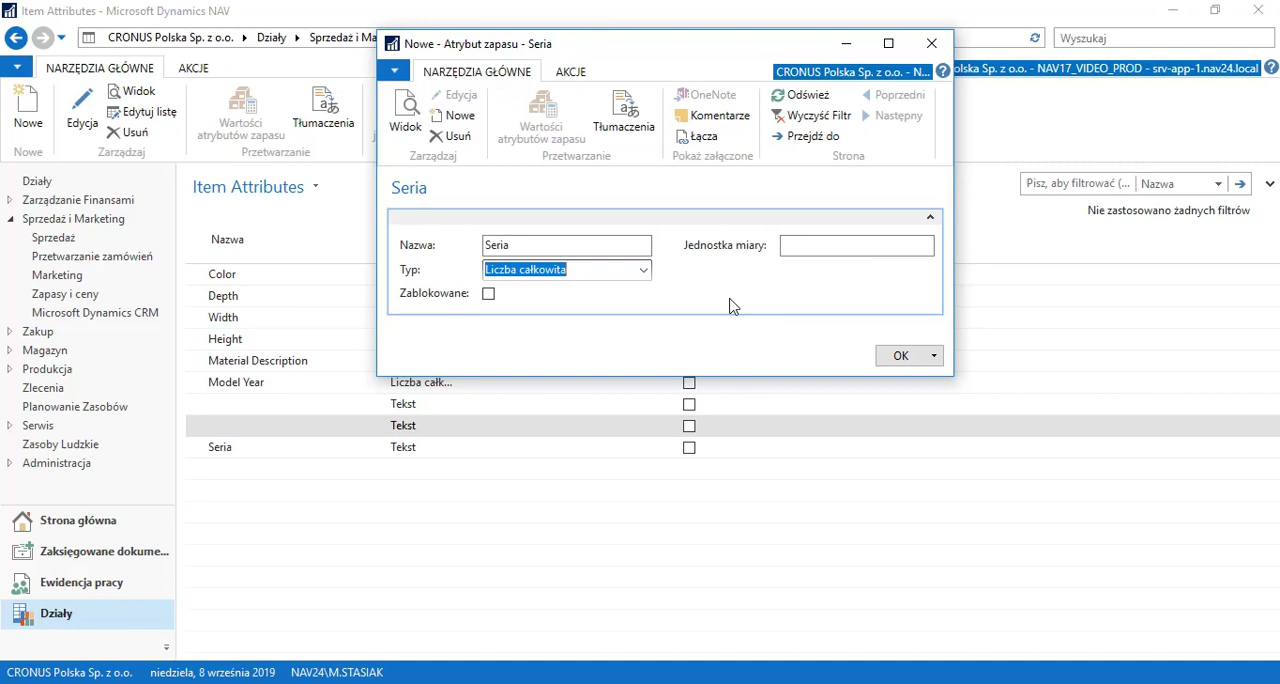 Item Attributes - Microsoft Dynamics NAV
CRONUS Polska Sp. z o.o. Działy Sprzedaż i Ma
Wyszukaj
NARZĘDZIA GŁÓWNE AKCJE
olska Sp. z o.o. - NAV17_VIDEO_PROD - srv-app-1.nav24.local
Nowe
Edycja
Widok
Edytuj listę
Usuń
Wartości atrybutów zapasu
Tłumaczenia
Nowe
Zarządzaj
Przetwarzanie
Działy
Zarządzanie Finansami
Sprzedaż i Marketing
Sprzedaż
Przetwarzanie zamówień
Marketing
Zapasy i ceny
Microsoft Dynamics CRM
Zakup
Magazyn
Produkcja
Zlecenia
Planowanie Zasobów
Serwis
Zasoby Ludzkie
Administracja
Strona główna
Zaksięgowane dokume...
Ewidencja pracy
Działy
Item Attributes
Pisz, aby filtrować (... Nazwa
Nie zastosowano żadnych filtrów
Nazwa
Color
Depth
Width
Height
Material Description
Model Year Liczba całk...
Tekst
Tekst
Seria Tekst
Nowe - Atrybut zapasu - Seria
NARZĘDZIA GŁÓWNE AKCJE
CRONUS Polska Sp. z o.o. - N...
Widok
Edycja
Nowe
Usuń
Wartości atrybutów zapasu
Tłumaczenia
OneNote
Komentarze
Łącza
Odśwież
Wyczyść Filtr
Przejdź do
Poprzedni
Następny
Zarządzaj
Przetwarzanie
Pokaż załączone
Strona
Seria
Nazwa: Seria Jednostka miary:
Typ: Liczba całkowita
Zablokowane:
OK
CRONUS Polska Sp. z o.o. niedziela, 8 września 2019 NAV24\M.STASIAK